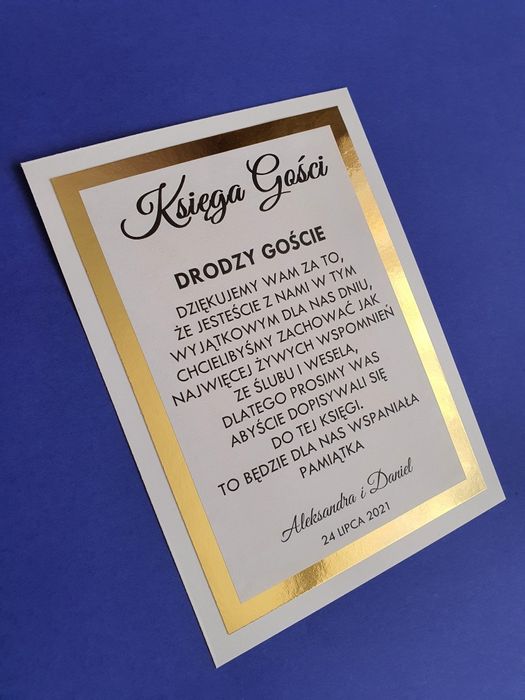 Księga Gości
DRODZY GOŚCIE
DZIĘKUJEMY WAM ZA TO,
ŻE JESTEŚCIE Z NAMI W TYM
WYJĄTKOWYM DLA NAS DNIU,
CHCIELIBYŚMY ZACHOWAĆ JAK
NAJWIĘCEJ ŻYWYCH WSPOMNIEŃ
ZE ŚLUBU I WESELA,
DLATEGO PROSIMY WAS
ABYŚCIE DOPISYWALI SIĘ
DO TEJ KSIĘGI.
TO BĘDZIE DLA NAS WSPANIAŁA
PAMIĄTKA
Aleksandra i Daniel
24 LIPCA 2021